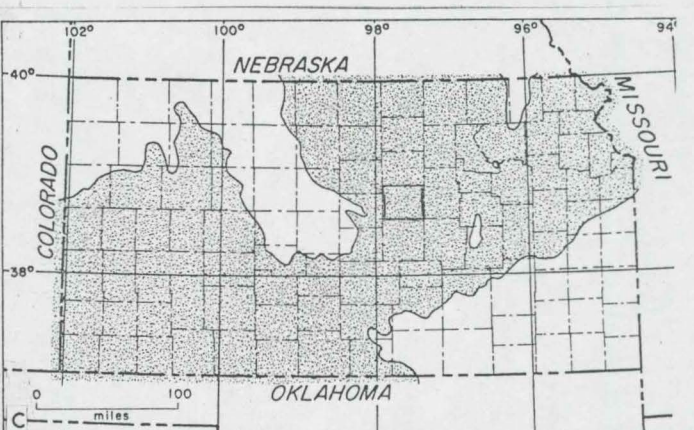 102° 100° 98° 96° 94°
NEBRASKA
40°
MISSOURI
COLORADO
38°
OKLAHOMA
0 100
miles
C